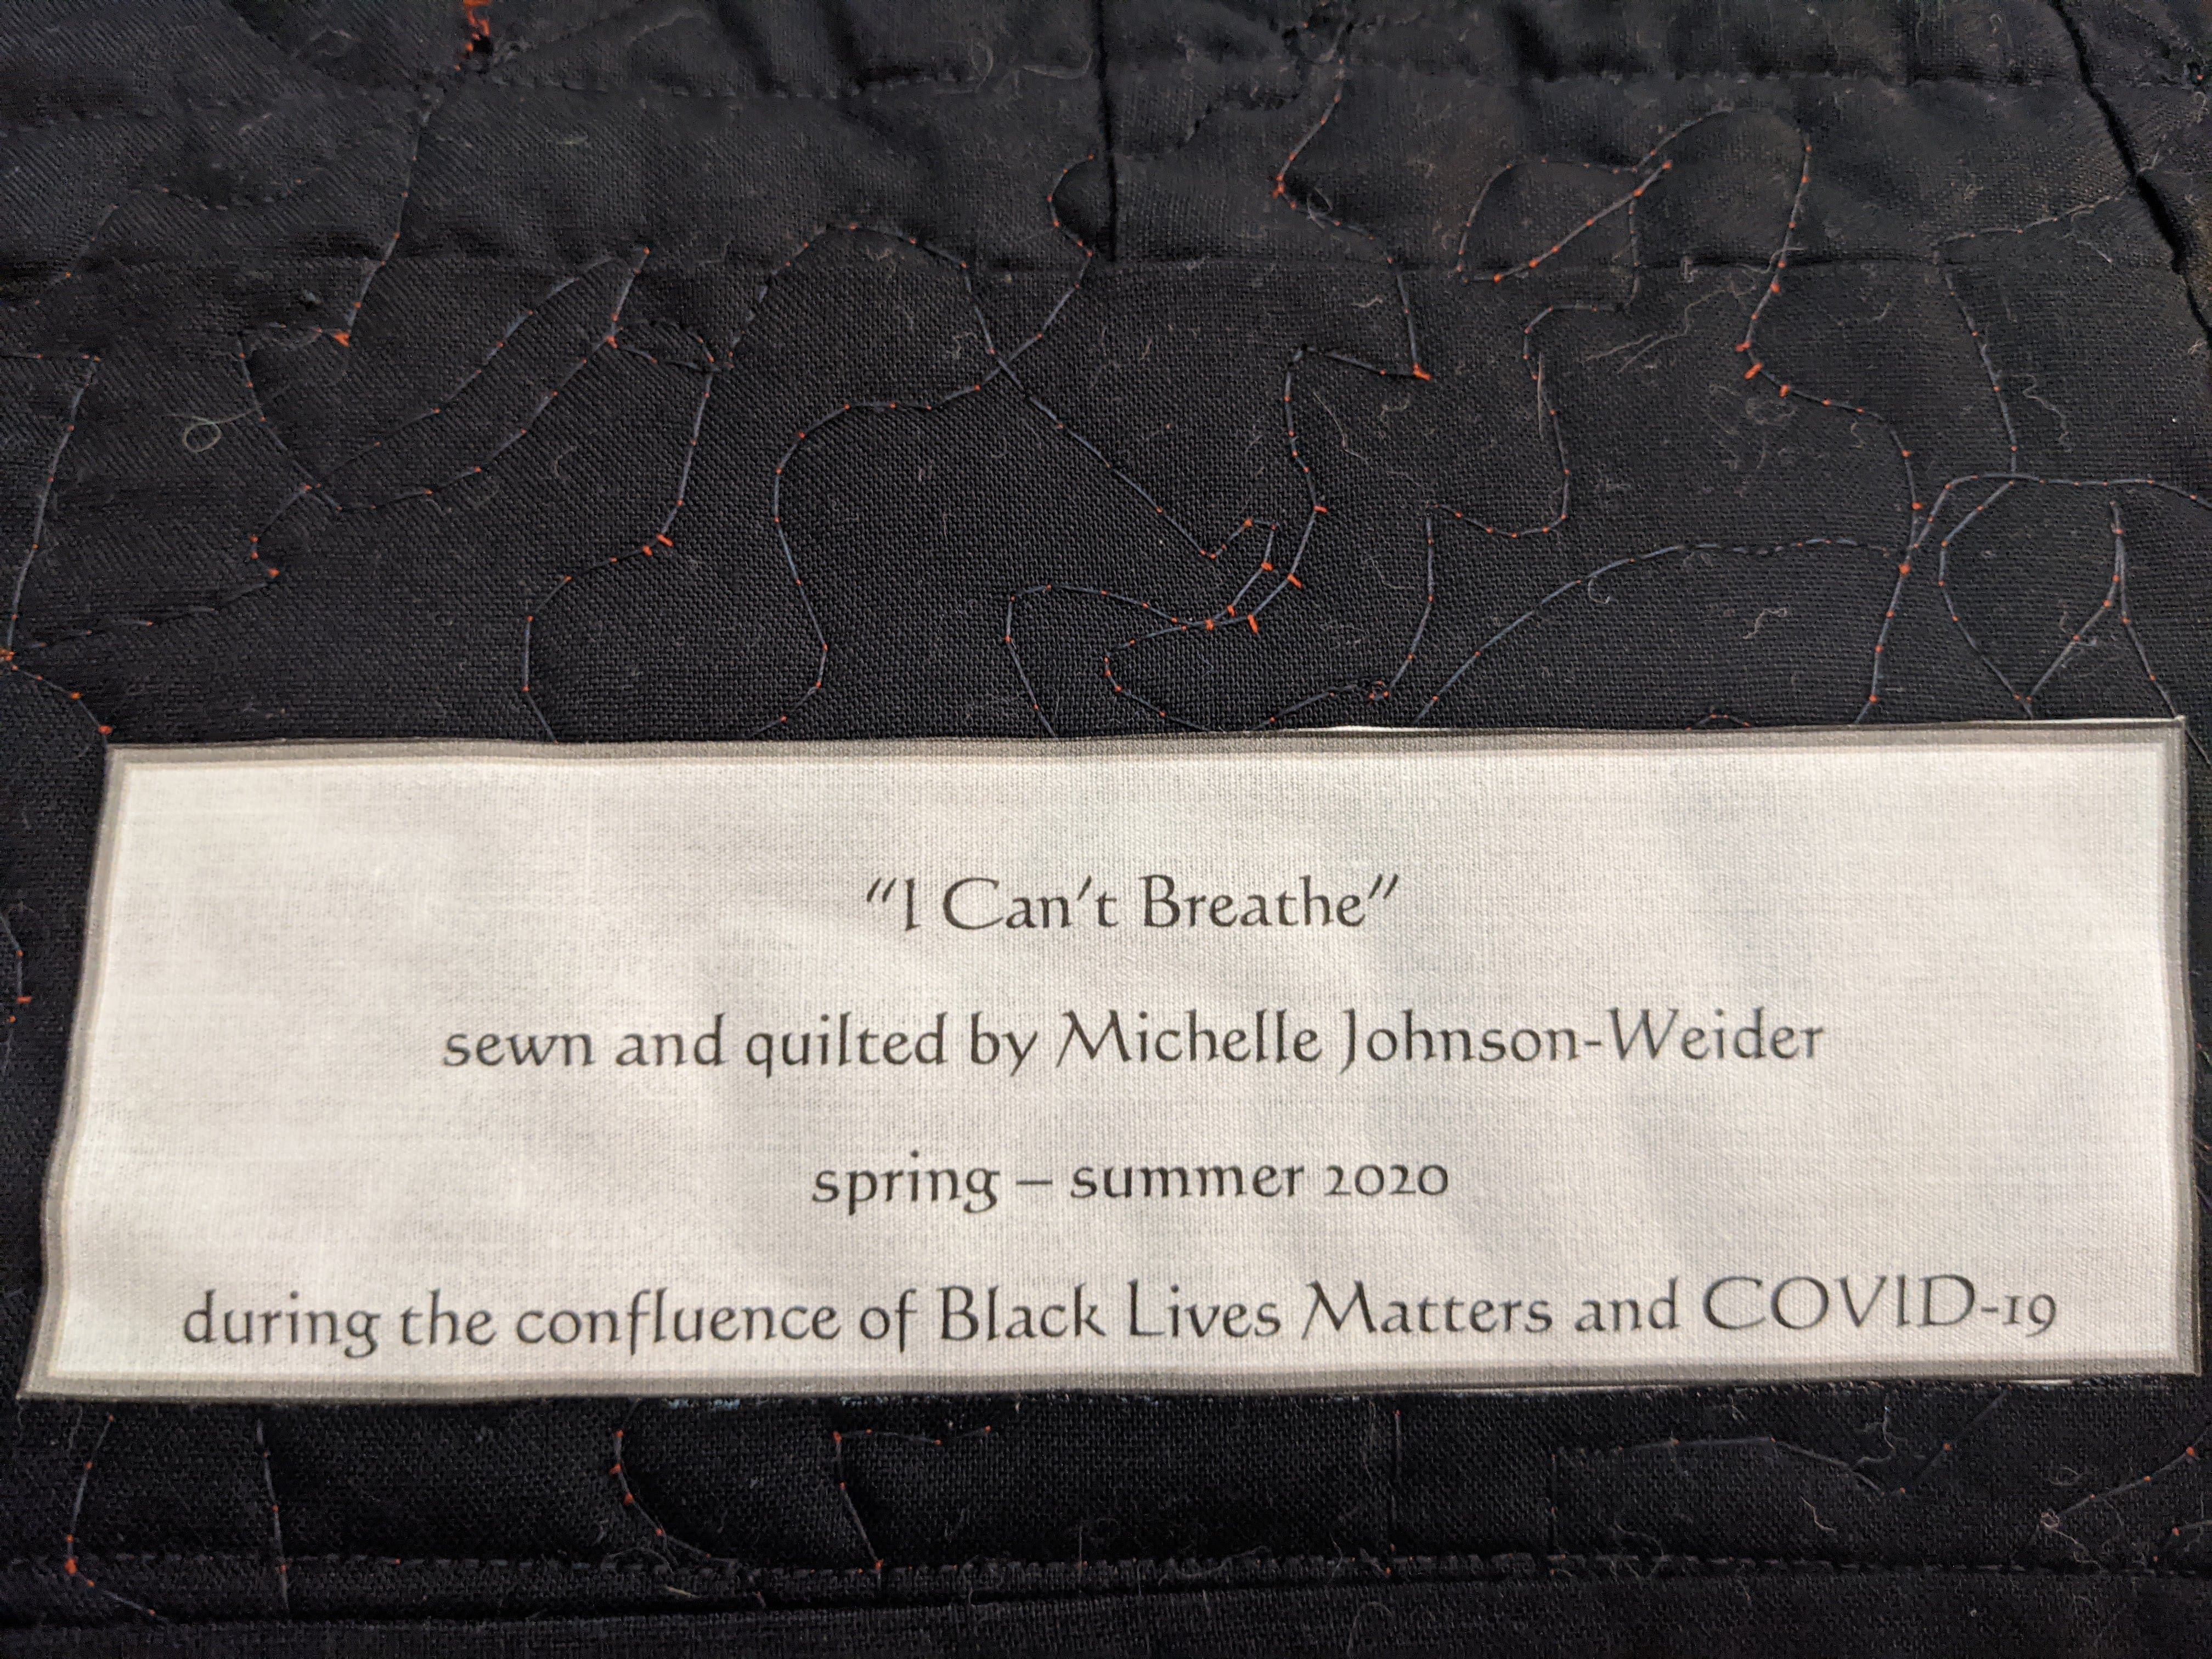 “I Can’t Breathe”
sewn and quilted by Michelle Johnson-Weider
spring – summer 2020
during the confluence of Black Lives Matters and COVID-19